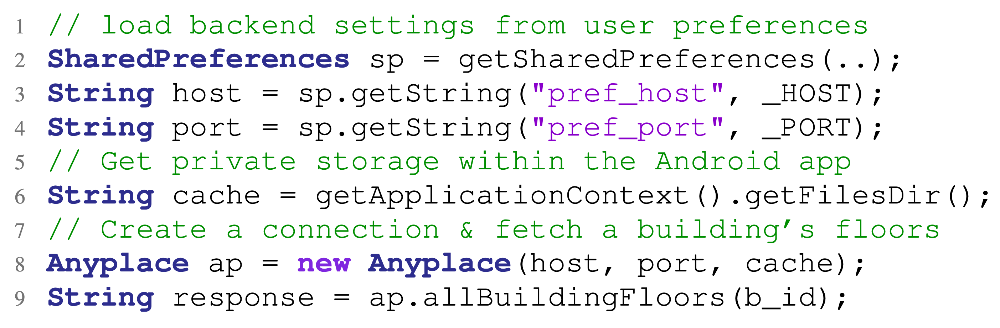 1 // load backend settings from user preferences
2 SharedPreferences sp = getSharedPreferences(..);
3 String host = sp.getString("pref_host", _HOST);
4 String port = sp.getString("pref_port", _PORT);
5 // Get private storage within the Android app
6 String cache = getApplicationContext().getFilesDir();
7 // Create a connection & fetch a building’s floors
8 Anyplace ap = new Anyplace(host, port, cache);
9 String response = ap.allBuildingFloors(b_id);